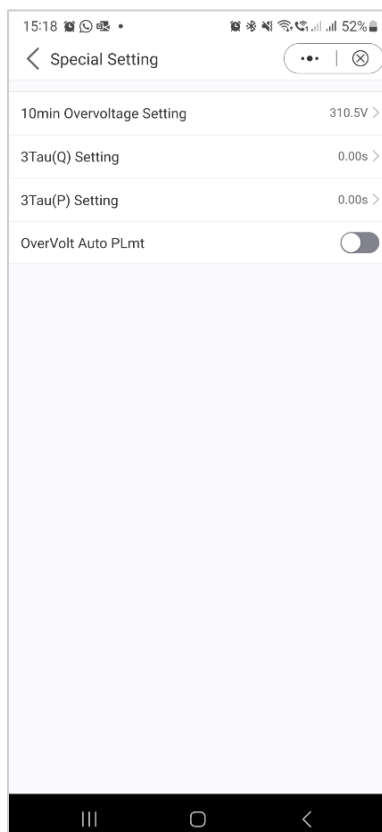 15:18
52%
Special Setting
10min Overvoltage Setting 310.5V
3Tau(Q) Setting 0.00s
3Tau(P) Setting 0.00s
OverVolt Auto PLmt